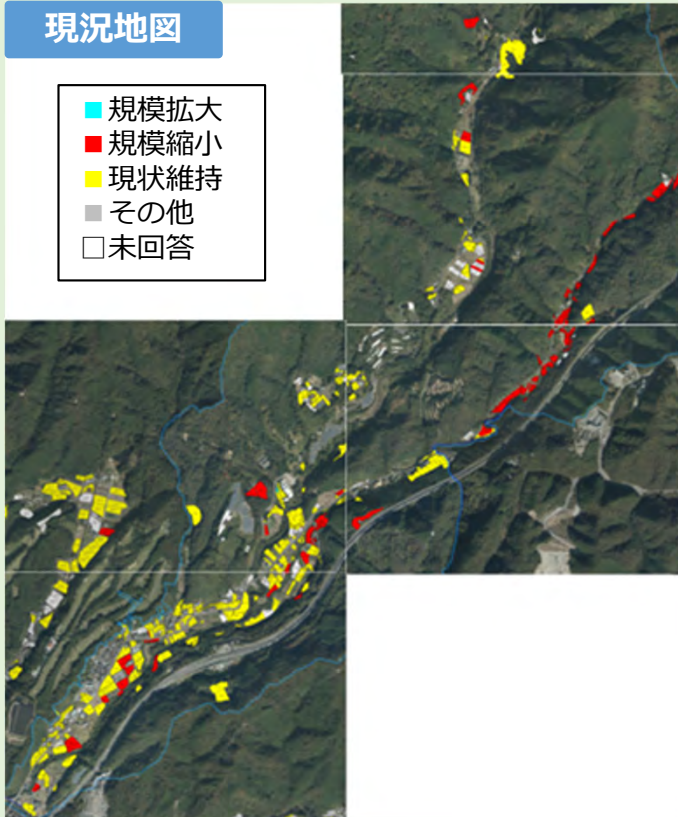 現況地図
規模拡大
規模縮小
現状維持
その他
□未回答